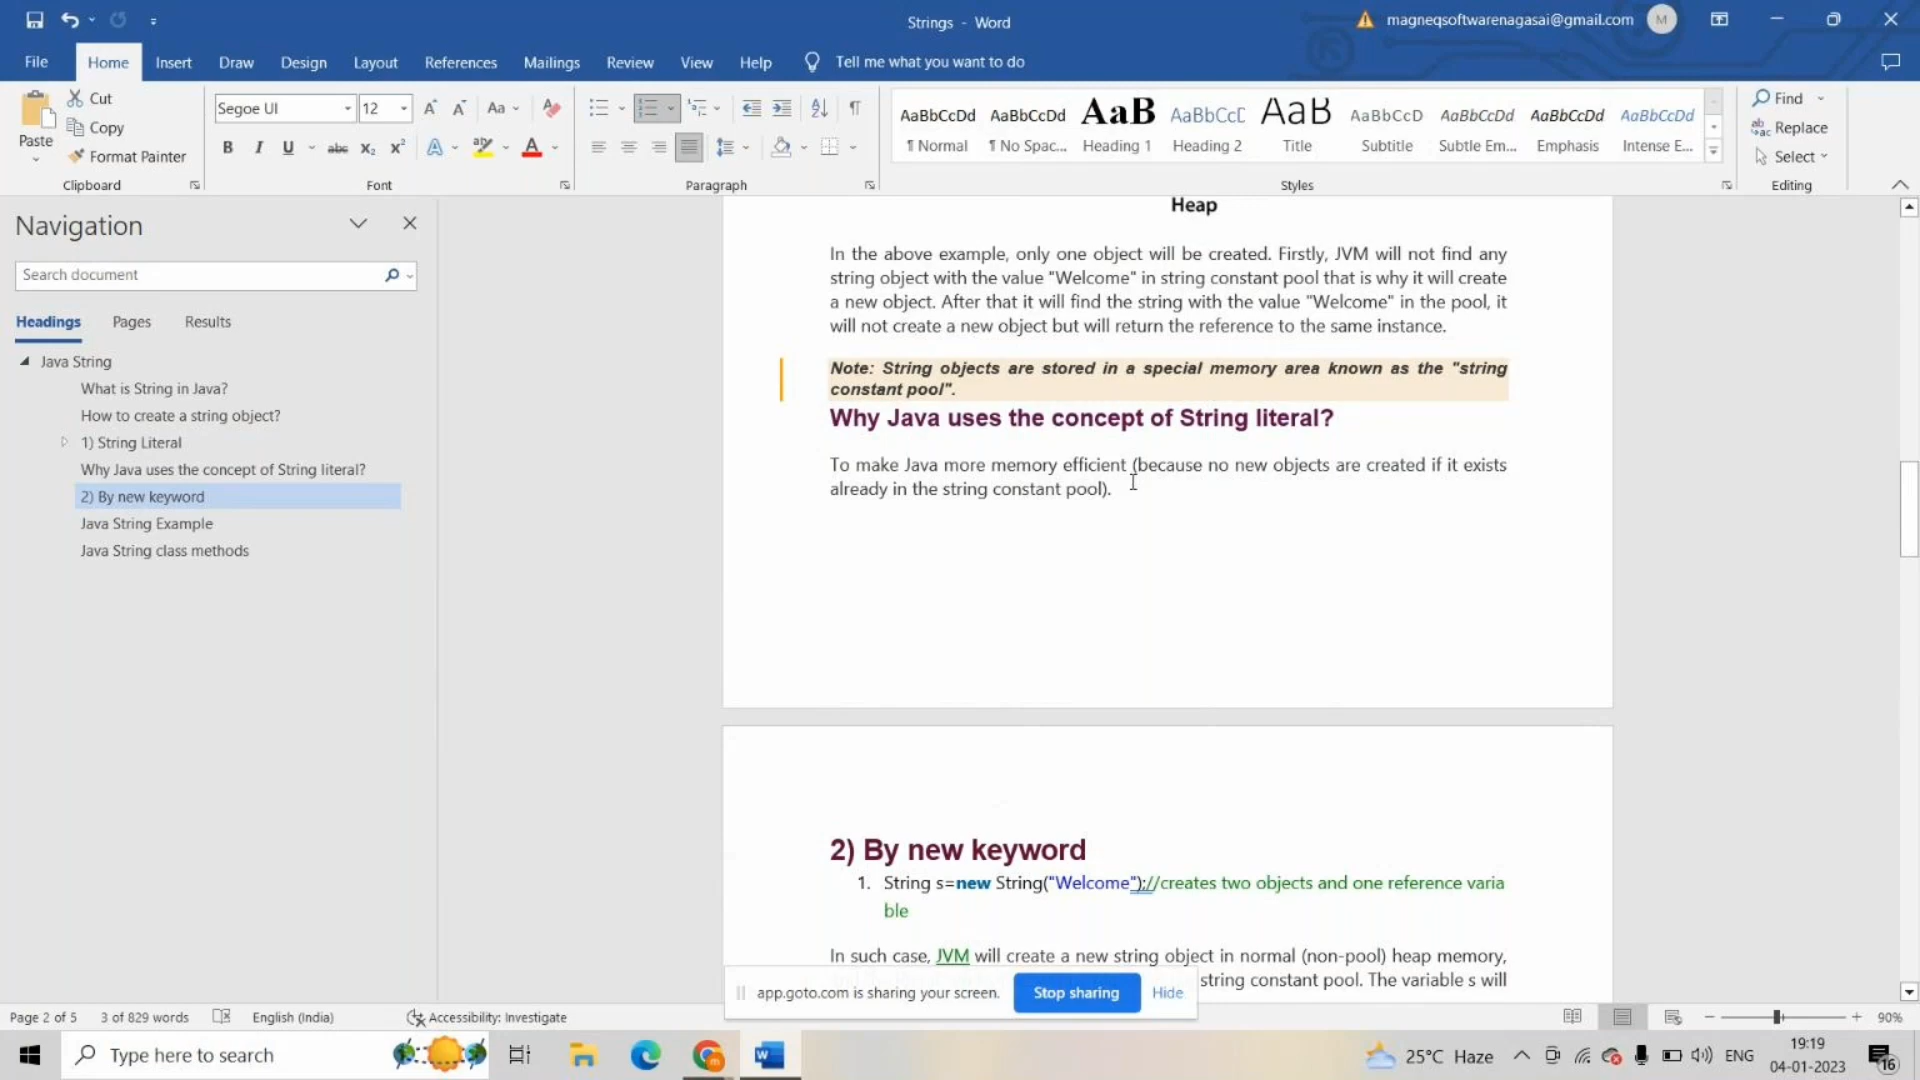 Strings - Word
magneqsoftwarenagasai@gmail.com
M
File
Home
Insert
Draw
Design
Layout
References
Mailings
Review
View
Help
Tell me what you want to do
Paste
Cut
Copy
Format Painter
Clipboard
Segoe UI
12
Aa
B I U abc x₂ x²
Font
Paragraph
AaBbCcDd AaBbCcDd AaB AaBbCcC AaB AaBbCcD AaBbCcDd AaBbCcDd AaBbCcDd
¶ Normal ¶ No Spac... Heading 1 Heading 2 Title Subtitle Subtle Em... Emphasis Intense E...
Styles
Find
Replace
Select
Editing
Navigation
Search document
Headings Pages Results
Java String
What is String in Java?
How to create a string object?
1) String Literal
Why Java uses the concept of String literal?
2) By new keyword
Java String Example
Java String class methods
Heap
In the above example, only one object will be created. Firstly, JVM will not find any
string object with the value "Welcome" in string constant pool that is why it will create
a new object. After that it will find the string with the value "Welcome" in the pool, it
will not create a new object but will return the reference to the same instance.
Note: String objects are stored in a special memory area known as the "string
constant pool".
Why Java uses the concept of String literal?
To make Java more memory efficient (because no new objects are created if it exists
already in the string constant pool).
2) By new keyword
1. String s=new String("Welcome");//creates two objects and one reference varia
ble
In such case, JVM will create a new string object in normal (non-pool) heap memory,
string constant pool. The variable s will
app.goto.com is sharing your screen.
Stop sharing
Hide
Page 2 of 5
3 of 829 words
English (India)
Accessibility: Investigate
90%
Type here to search
25°C Haze
ENG
19:19
04-01-2023
16